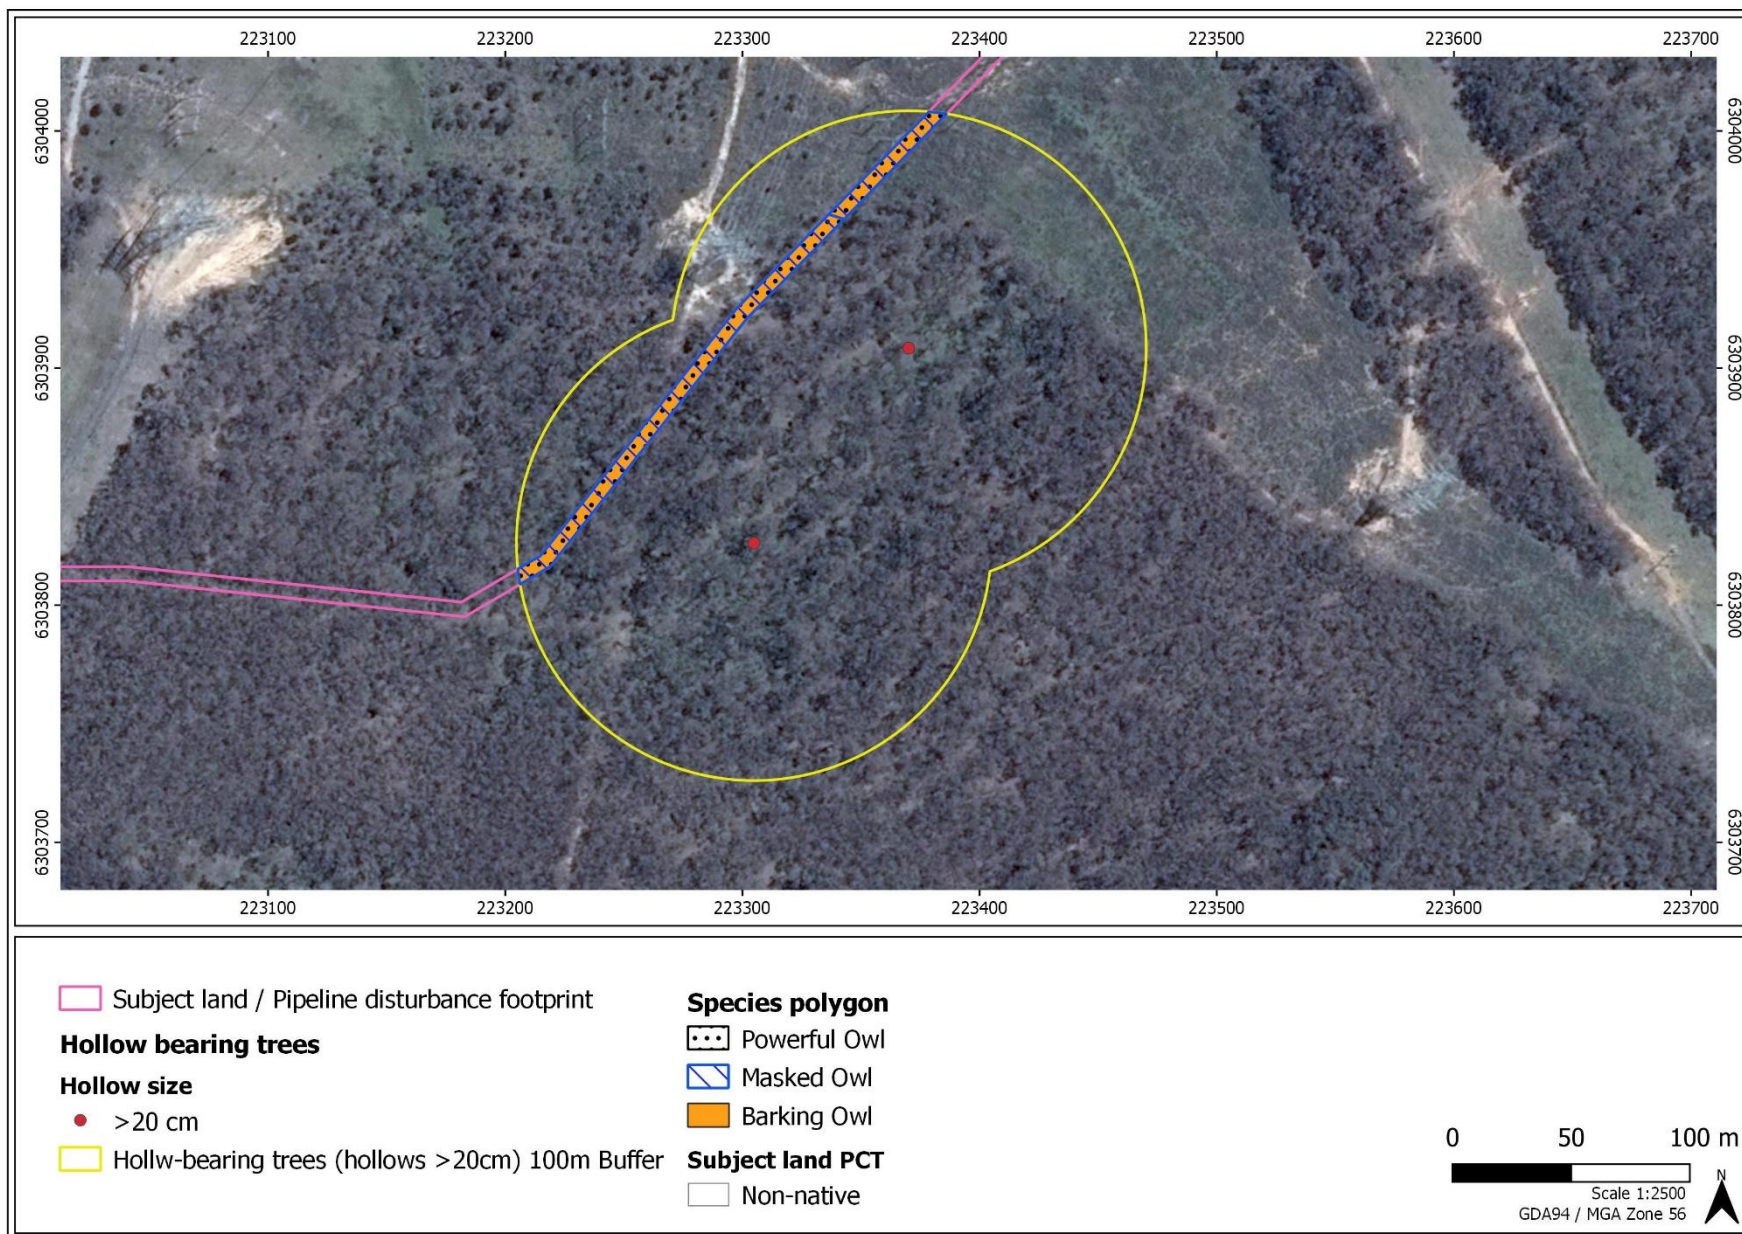 223100 223200 223300 223400 223500 223600 223700
6304000 6304000
6303900 6303900
6303800 6303800
6303700 6303700
223100 223200 223300 223400 223500 223600 223700
Subject land / Pipeline disturbance footprint
Hollow bearing trees
Hollow size
>20 cm
Hollw-bearing trees (hollows >20cm) 100m Buffer
Species polygon
Powerful Owl
Masked Owl
Barking Owl
Subject land PCT
Non-native
0 50 100 m
Scale 1:2500
GDA94 / MGA Zone 56
N